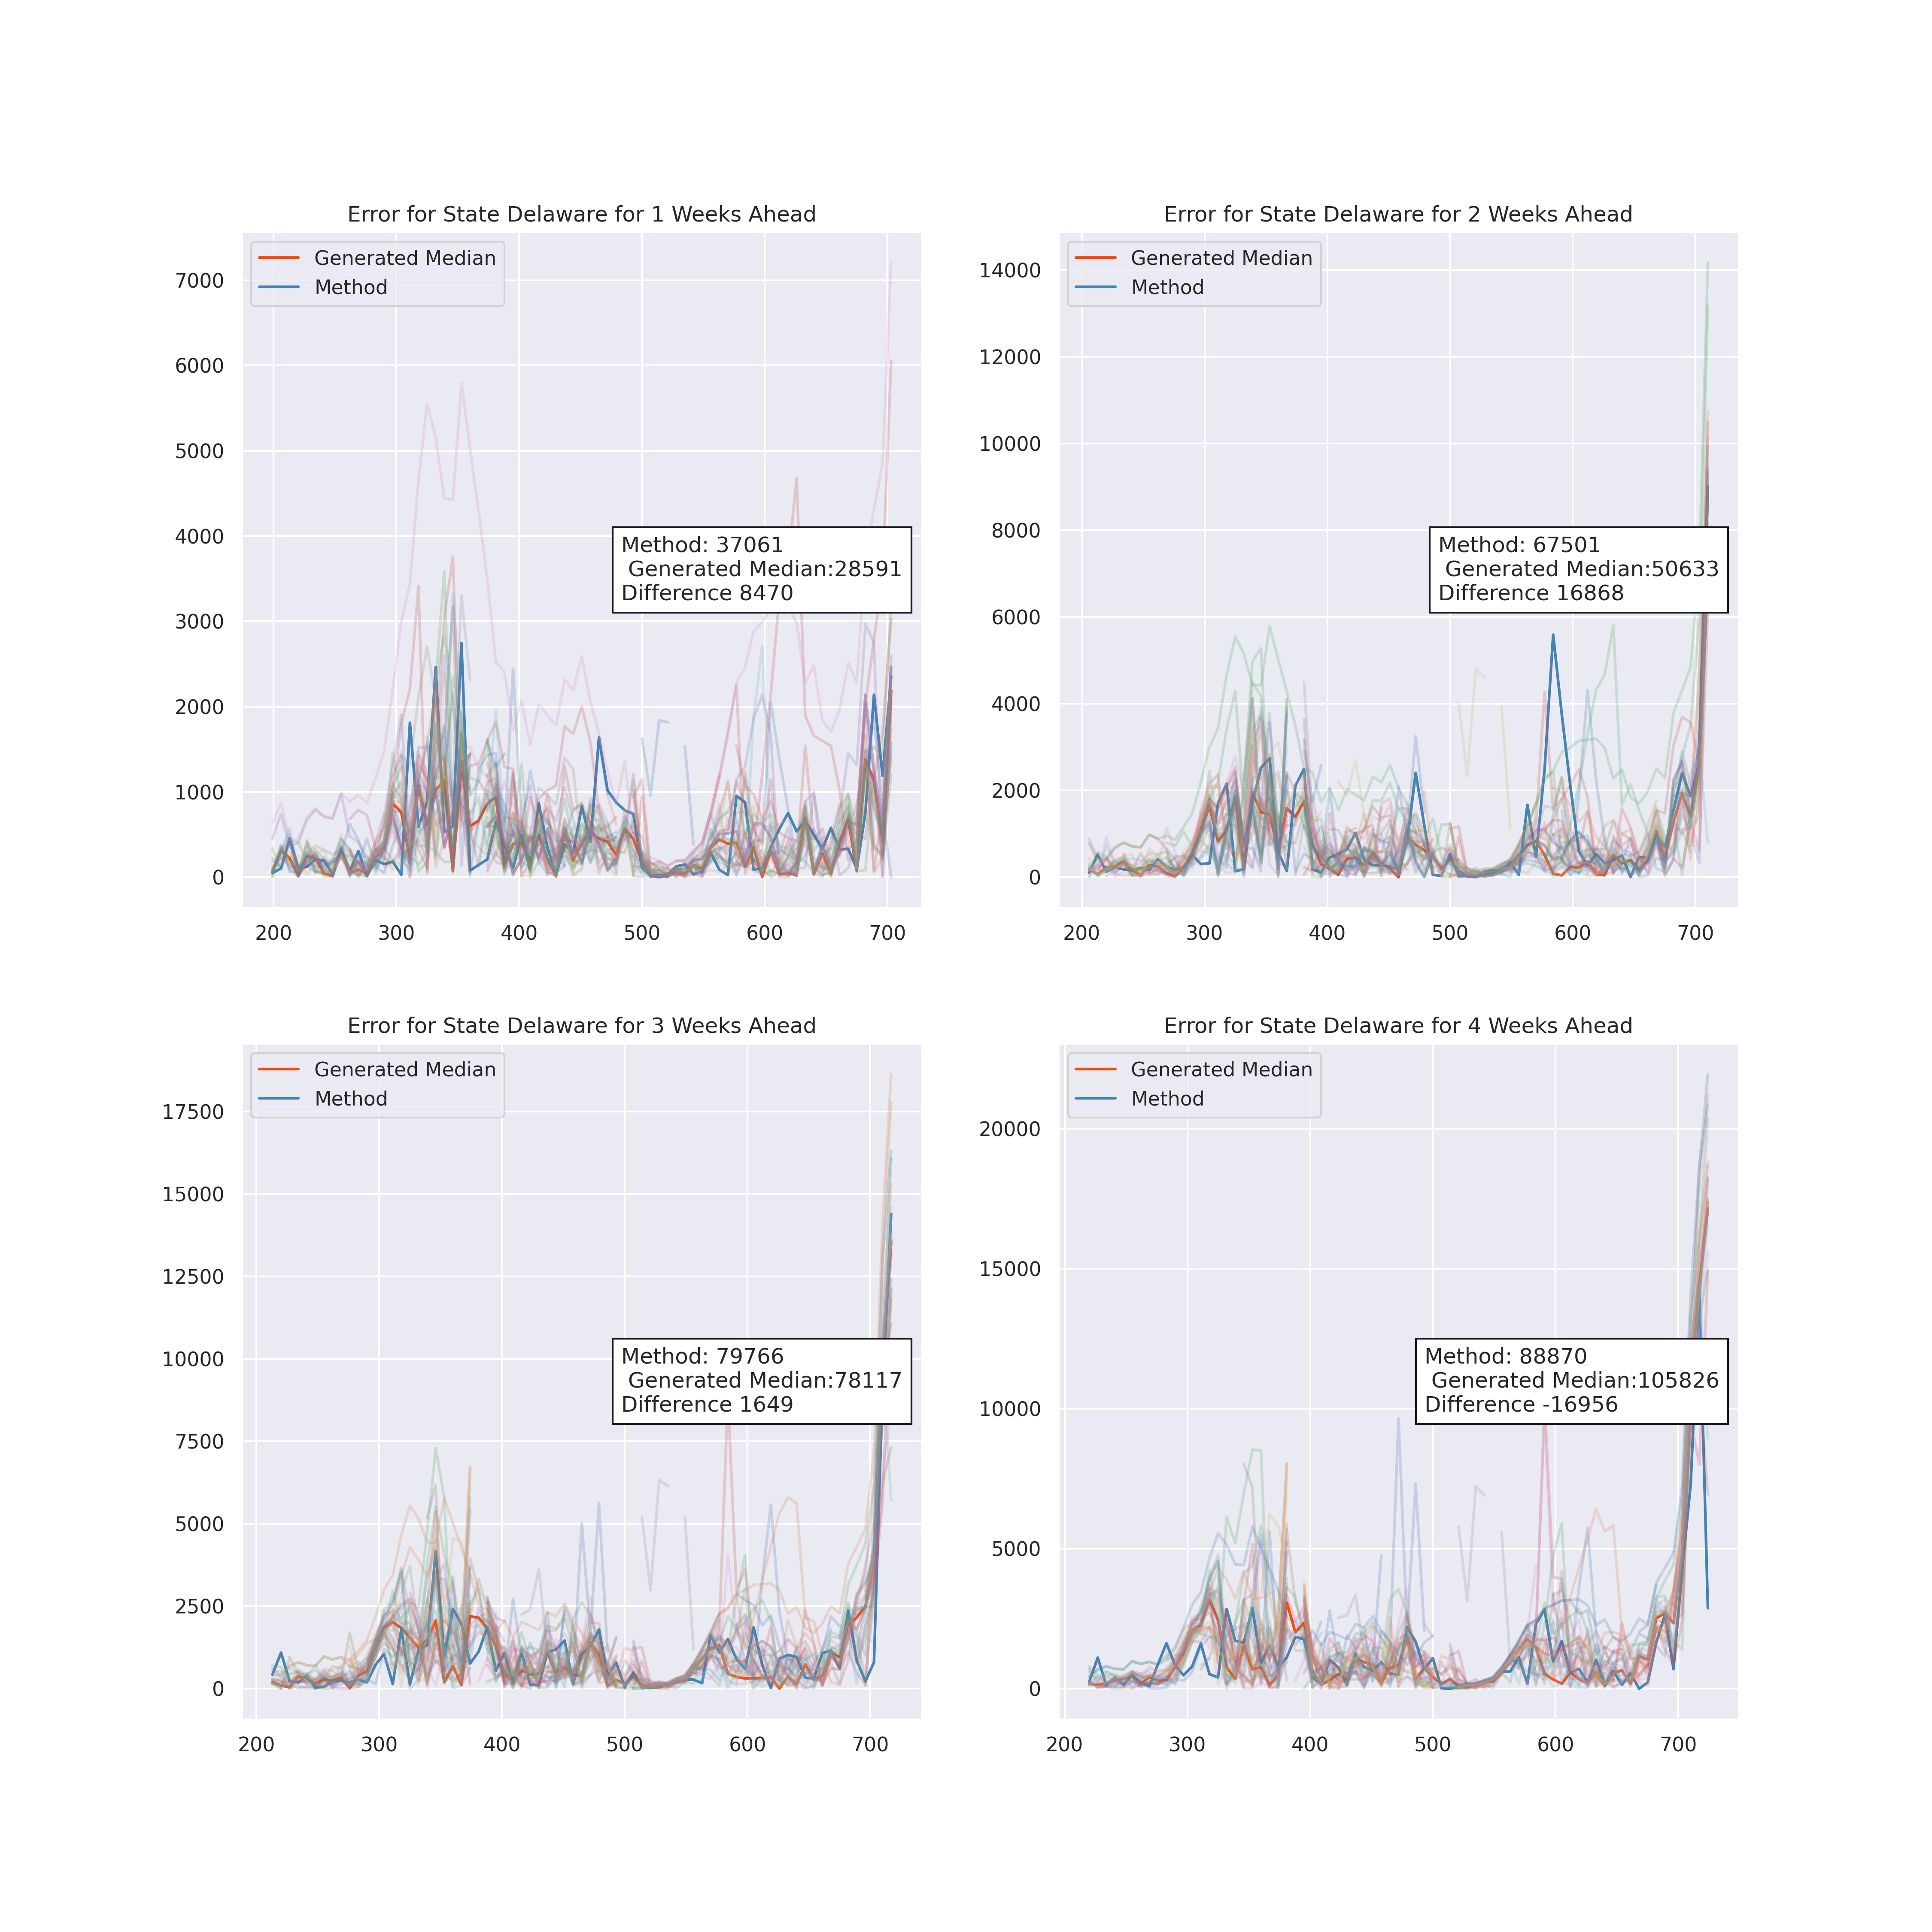 Error for State Delaware for 1 Weeks Ahead
Generated Median
Method
7000
6000
5000
4000
3000
2000
1000
0
Method: 37061
Generated Median:28591
Difference 8470
200 300 400 500 600 700
Error for State Delaware for 2 Weeks Ahead
Generated Median
Method
14000
12000
10000
8000
6000
4000
2000
0
Method: 67501
Generated Median:50633
Difference 16868
200 300 400 500 600 700
Error for State Delaware for 3 Weeks Ahead
Generated Median
Method
17500
15000
12500
10000
7500
5000
2500
0
Method: 79766
Generated Median:78117
Difference 1649
200 300 400 500 600 700
Error for State Delaware for 4 Weeks Ahead
Generated Median
Method
20000
15000
10000
5000
0
Method: 88870
Generated Median:105826
Difference -16956
200 300 400 500 600 700